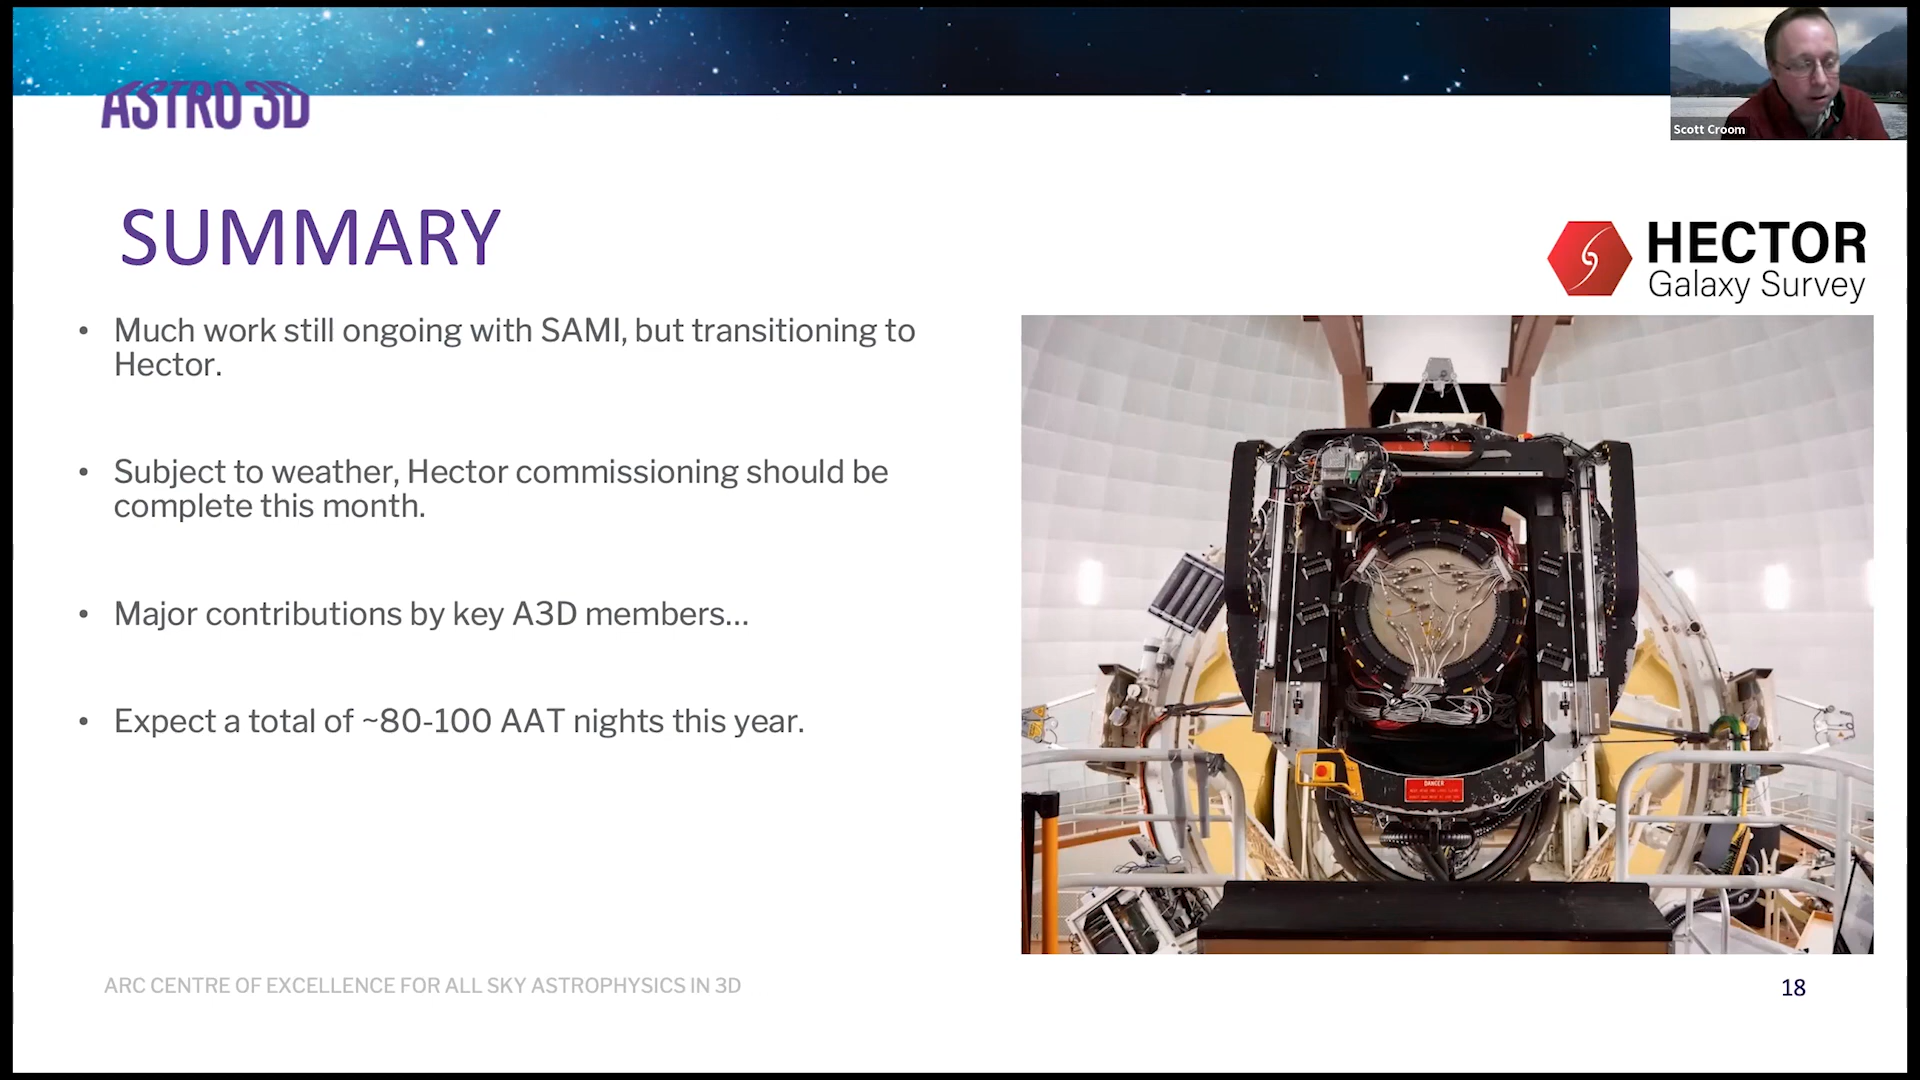 Scott Croom
ASTRO 3D
SUMMARY
HECTOR
Galaxy Survey
• Much work still ongoing with SAMI, but transitioning to
Hector.
• Subject to weather, Hector commissioning should be
complete this month.
• Major contributions by key A3D members...
• Expect a total of ~80-100 AAT nights this year.
DANGER
ARC CENTRE OF EXCELLENCE FOR ALL SKY ASTROPHYSICS IN 3D
18